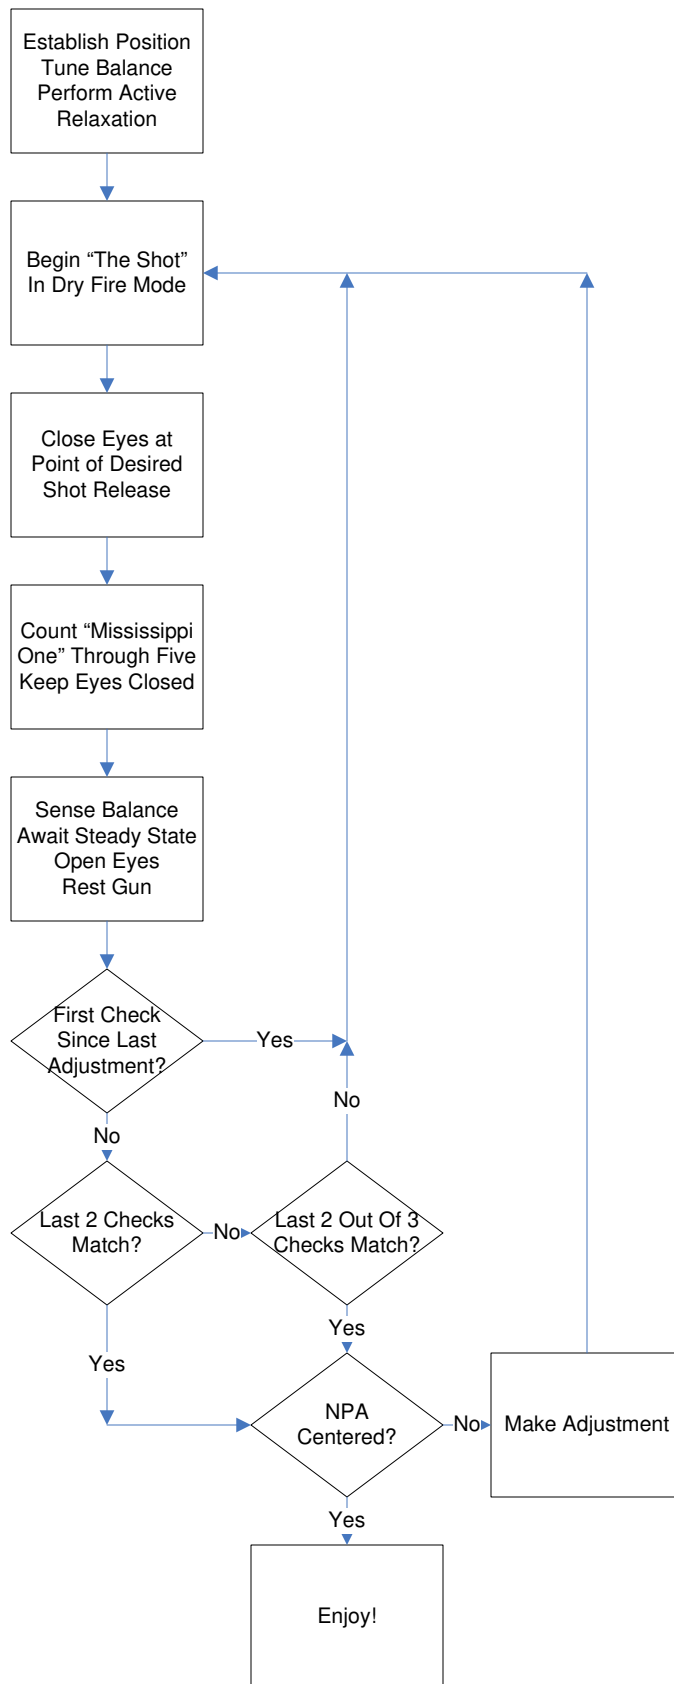 Establish Position
Tune Balance
Perform Active
Relaxation
Begin “The Shot”
In Dry Fire Mode
Close Eyes at
Point of Desired
Shot Release
Count “Mississippi
One” Through Five
Keep Eyes Closed
Sense Balance
Await Steady State
Open Eyes
Rest Gun
First Check
Since Last
Adjustment?
Yes
No
No
Last 2 Checks
Match?
No
Last 2 Out Of 3
Checks Match?
Yes
Yes
NPA
Centered?
No
Make Adjustment
Yes
Enjoy!